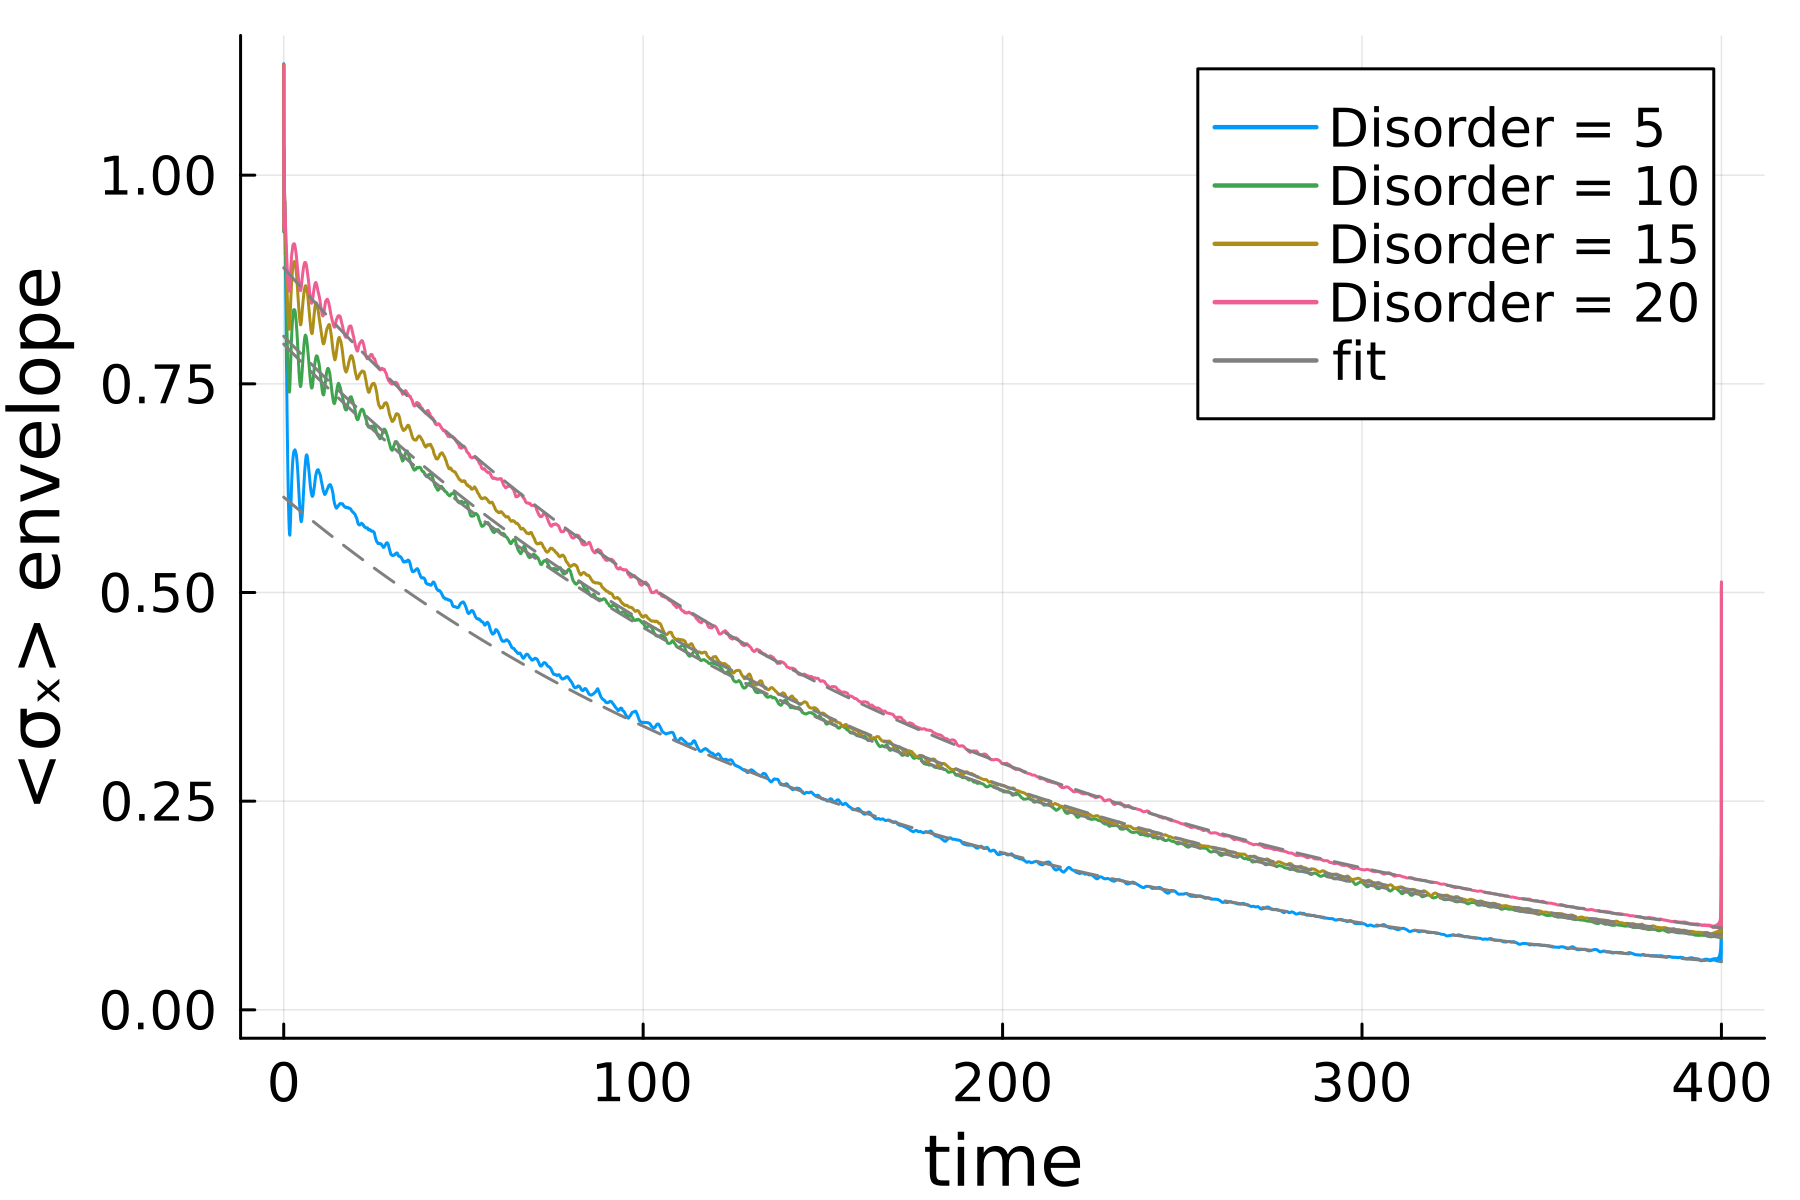 <σₓ> envelope
1.00
0.75
0.50
0.25
0.00
0 100 200 300 400
time
Disorder = 5
Disorder = 10
Disorder = 15
Disorder = 20
fit